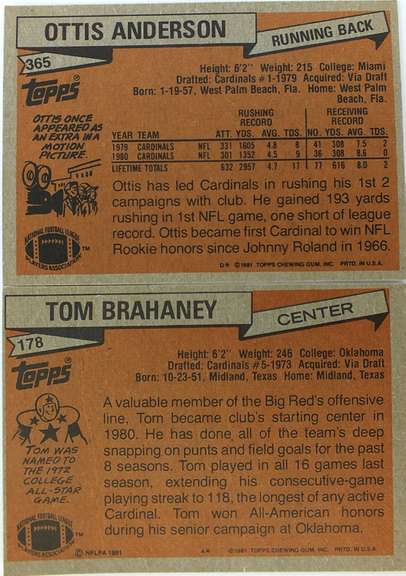 OTTIS ANDERSON
RUNNING BACK
365
Topps
Height: 6'2" Weight: 215 College: Miami
Drafted: Cardinals #1-1979 Acquired: Via Draft
Born: 1-19-57, West Palm Beach, Fla. Home: West Palm
Beach, Fla.
OTTIS ONCE
APPEARED AS
AN EXTRA IN A
MOTION
PICTURE.
RUSHING RECEIVING
RECORD RECORD
YEAR TEAM ATT. YDS. AVG. TDS. NO. YDS. AVG. TDS.
1979 CARDINALS NFL 331 1605 4.8 8 41 308 7.5 2
1980 CARDINALS NFL 301 1352 4.5 9 36 308 8.6 0
LIFETIME TOTALS 632 2957 4.7 17 77 616 8.0 2
Ottis has led Cardinals in rushing his 1st 2
campaigns with club. He gained 193 yards
rushing in 1st NFL game, one short of league
record. Ottis became first Cardinal to win NFL
Rookie honors since Johnny Roland in 1966.
NATIONAL FOOTBALL LEAGUE
PLAYERS ASSOCIATION
TM
©1981 TOPPS CHEWING GUM, INC. PRTD. IN U.S.A.
TOM BRAHANEY
CENTER
178
Topps
Height: 6'2" Weight: 246 College: Oklahoma
Drafted: Cardinals #5-1973 Acquired: Via Draft
Born: 10-23-51, Midland, Texas Home: Midland, Texas
TOM WAS
NAMED TO
THE 1972
COLLEGE
ALL-STAR
GAME.
A valuable member of the Big Red's offensive
line, Tom became club's starting center in
1980. He has done all of the team's deep
snapping on punts and field goals for the past
8 seasons. Tom played in all 16 games last
season, extending his consecutive-game
playing streak to 118, the longest of any active
Cardinal. Tom won All-American honors
during his senior campaign at Oklahoma.
NATIONAL FOOTBALL LEAGUE
PLAYERS ASSOCIATION
TM
© NFLPA 1981
©1981 TOPPS CHEWING GUM, INC. PRTD. IN U.S.A.